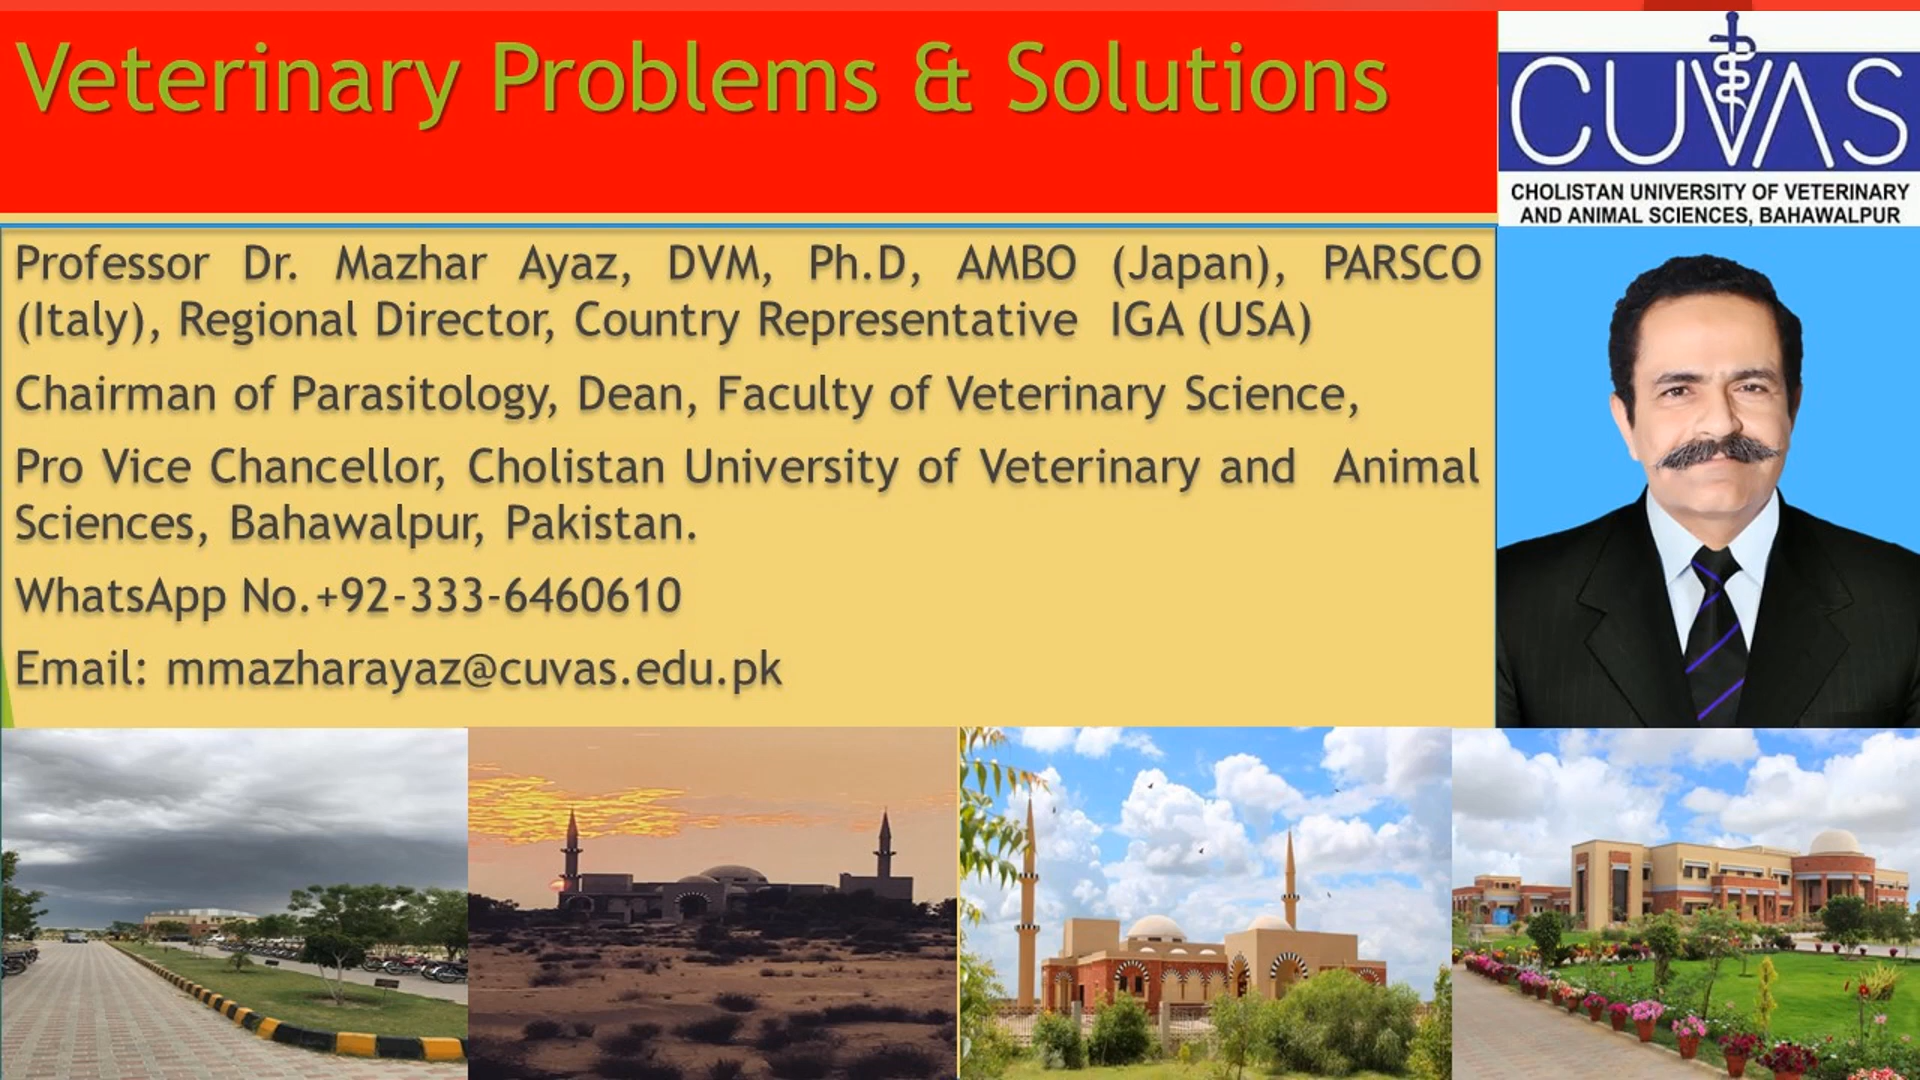 Veterinary Problems & Solutions
CUVAS
CHOLISTAN UNIVERSITY OF VETERINARY
AND ANIMAL SCIENCES, BAHAWALPUR
Professor Dr. Mazhar Ayaz, DVM, Ph.D, AMBO (Japan), PARSCO
(Italy), Regional Director, Country Representative IGA (USA)
Chairman of Parasitology, Dean, Faculty of Veterinary Science,
Pro Vice Chancellor, Cholistan University of Veterinary and Animal
Sciences, Bahawalpur, Pakistan.
WhatsApp No.+92-333-6460610
Email: mmazharayaz@cuvas.edu.pk